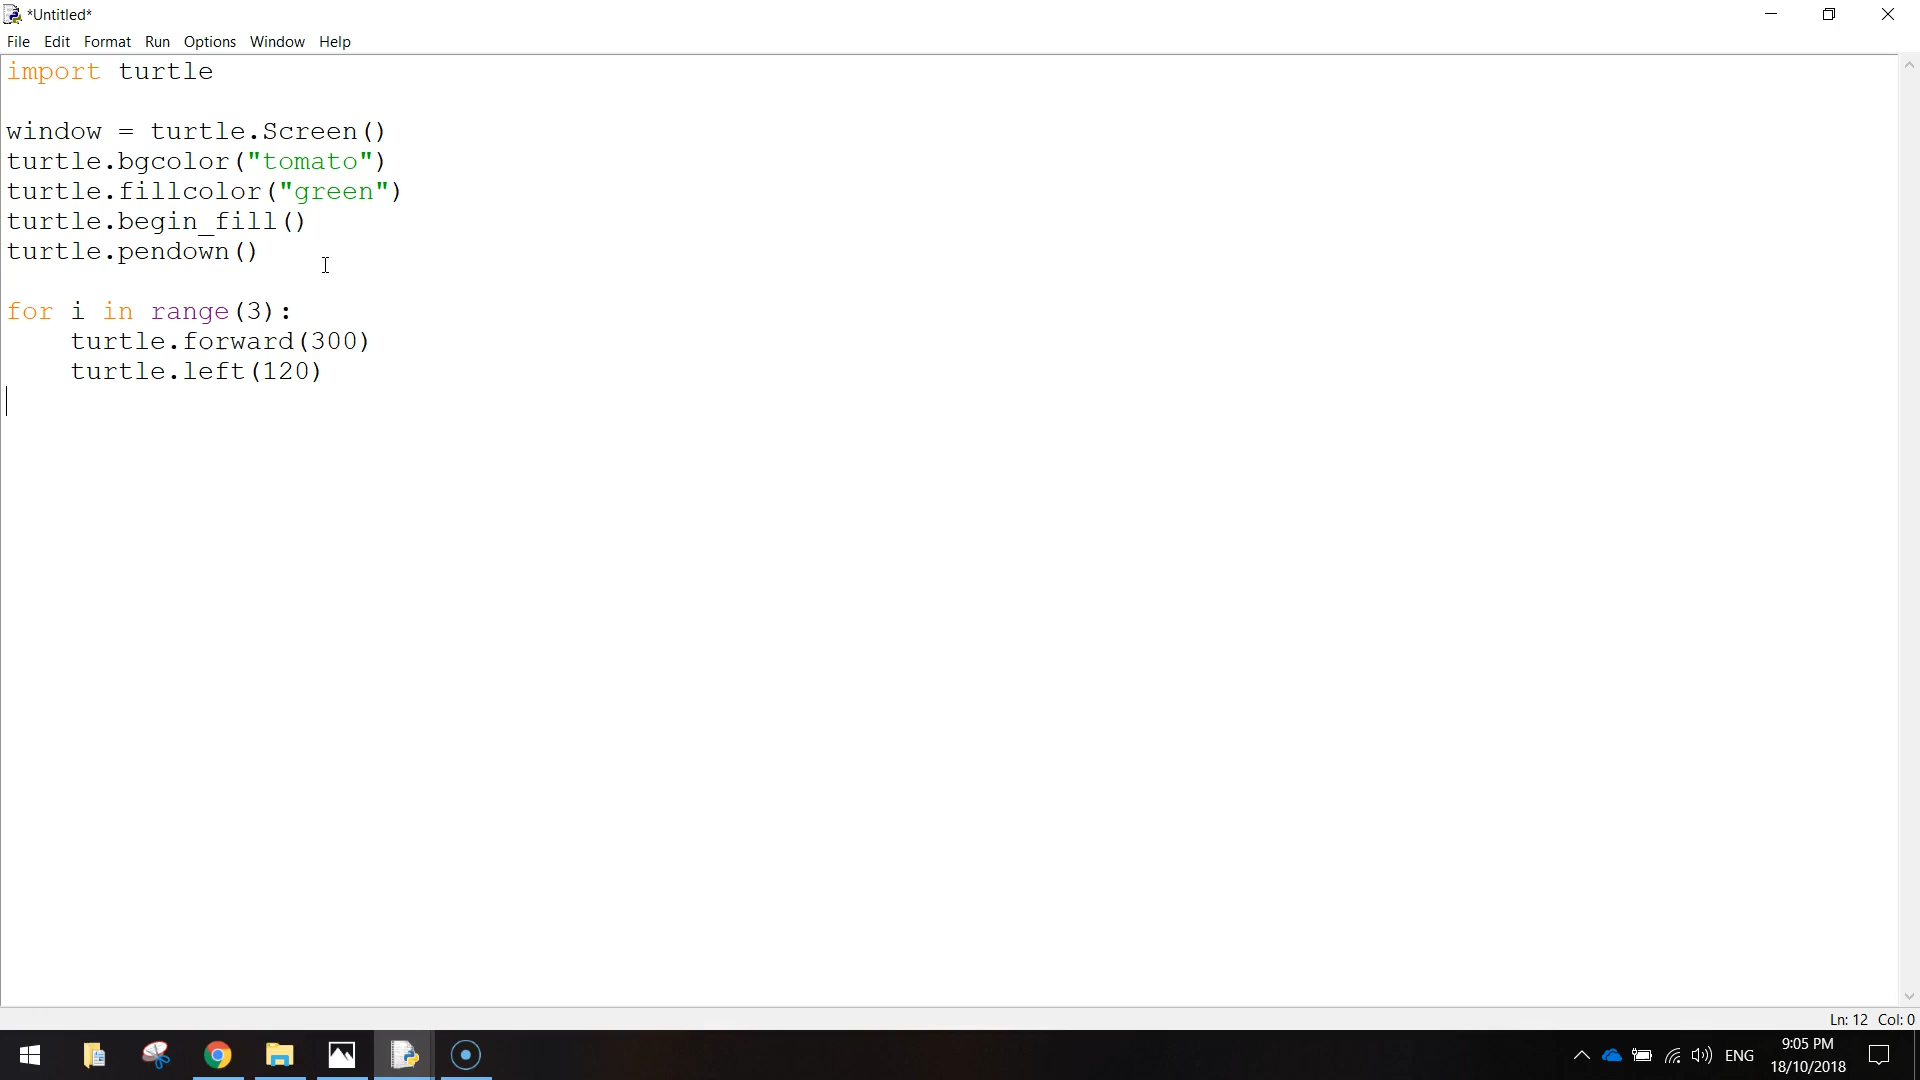 *Untitled*
File Edit Format Run Options Window Help
import turtle
window = turtle.Screen()
turtle.bgcolor("tomato")
turtle.fillcolor("green")
turtle.begin_fill()
turtle.pendown()
for i in range(3):
    turtle.forward(300)
    turtle.left(120)
Ln: 12 Col: 0
ENG
9:05 PM
18/10/2018